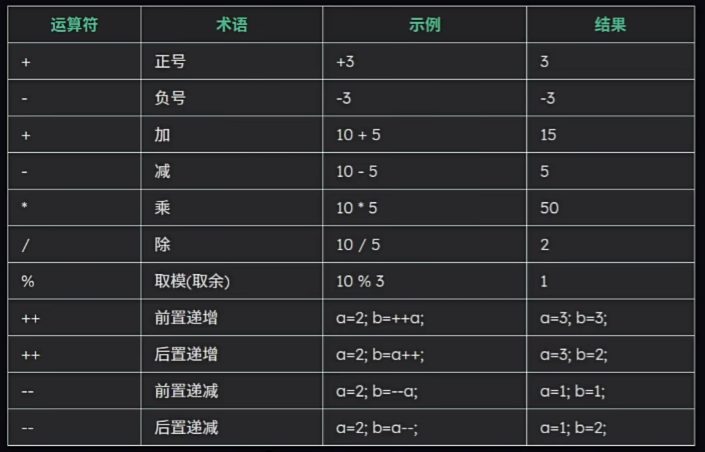 运算符 术语 示例 结果
+ 正号 +3 3
- 负号 -3 -3
+ 加 10 + 5 15
- 减 10 - 5 5
* 乘 10 * 5 50
/ 除 10 / 5 2
% 取模(取余) 10 % 3 1
++ 前置递增 a=2; b=++a; a=3; b=3;
++ 后置递增 a=2; b=a++; a=3; b=2;
-- 前置递减 a=2; b=--a; a=1; b=1;
-- 后置递减 a=2; b=a--; a=1; b=2;